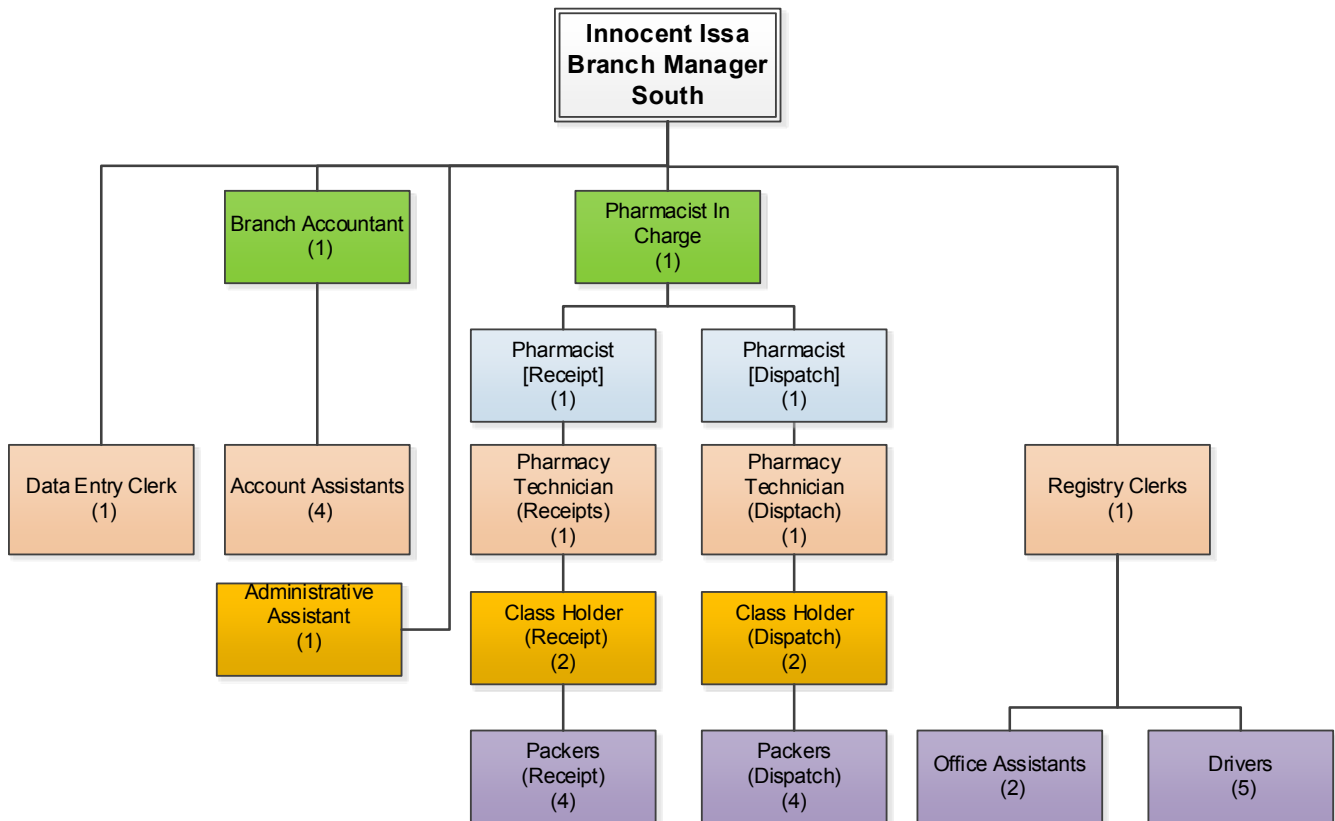 Innocent Issa
Branch Manager
South
Branch Accountant
(1)
Pharmacist In
Charge
(1)
Pharmacist
[Receipt]
(1)
Pharmacist
[Dispatch]
(1)
Data Entry Clerk
(1)
Account Assistants
(4)
Pharmacy
Technician
(Receipts)
(1)
Pharmacy
Technician
(Disptach)
(1)
Registry Clerks
(1)
Administrative
Assistant
(1)
Class Holder
(Receipt)
(2)
Class Holder
(Dispatch)
(2)
Packers
(Receipt)
(4)
Packers
(Dispatch)
(4)
Office Assistants
(2)
Drivers
(5)